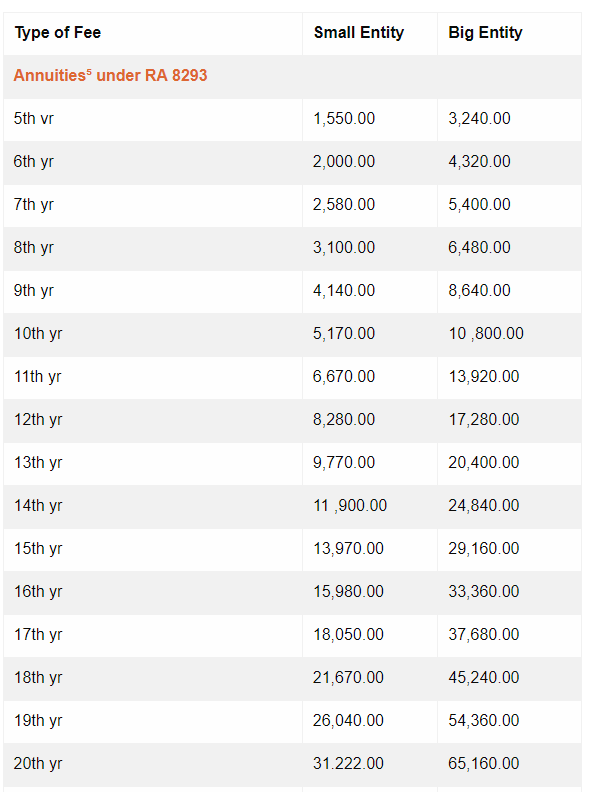 Type of Fee Small Entity Big Entity
Annuities⁵ under RA 8293
5th vr 1,550.00 3,240.00
6th yr 2,000.00 4,320.00
7th yr 2,580.00 5,400.00
8th yr 3,100.00 6,480.00
9th yr 4,140.00 8,640.00
10th yr 5,170.00 10 ,800.00
11th yr 6,670.00 13,920.00
12th yr 8,280.00 17,280.00
13th yr 9,770.00 20,400.00
14th yr 11 ,900.00 24,840.00
15th yr 13,970.00 29,160.00
16th yr 15,980.00 33,360.00
17th yr 18,050.00 37,680.00
18th yr 21,670.00 45,240.00
19th yr 26,040.00 54,360.00
20th yr 31.222.00 65,160.00